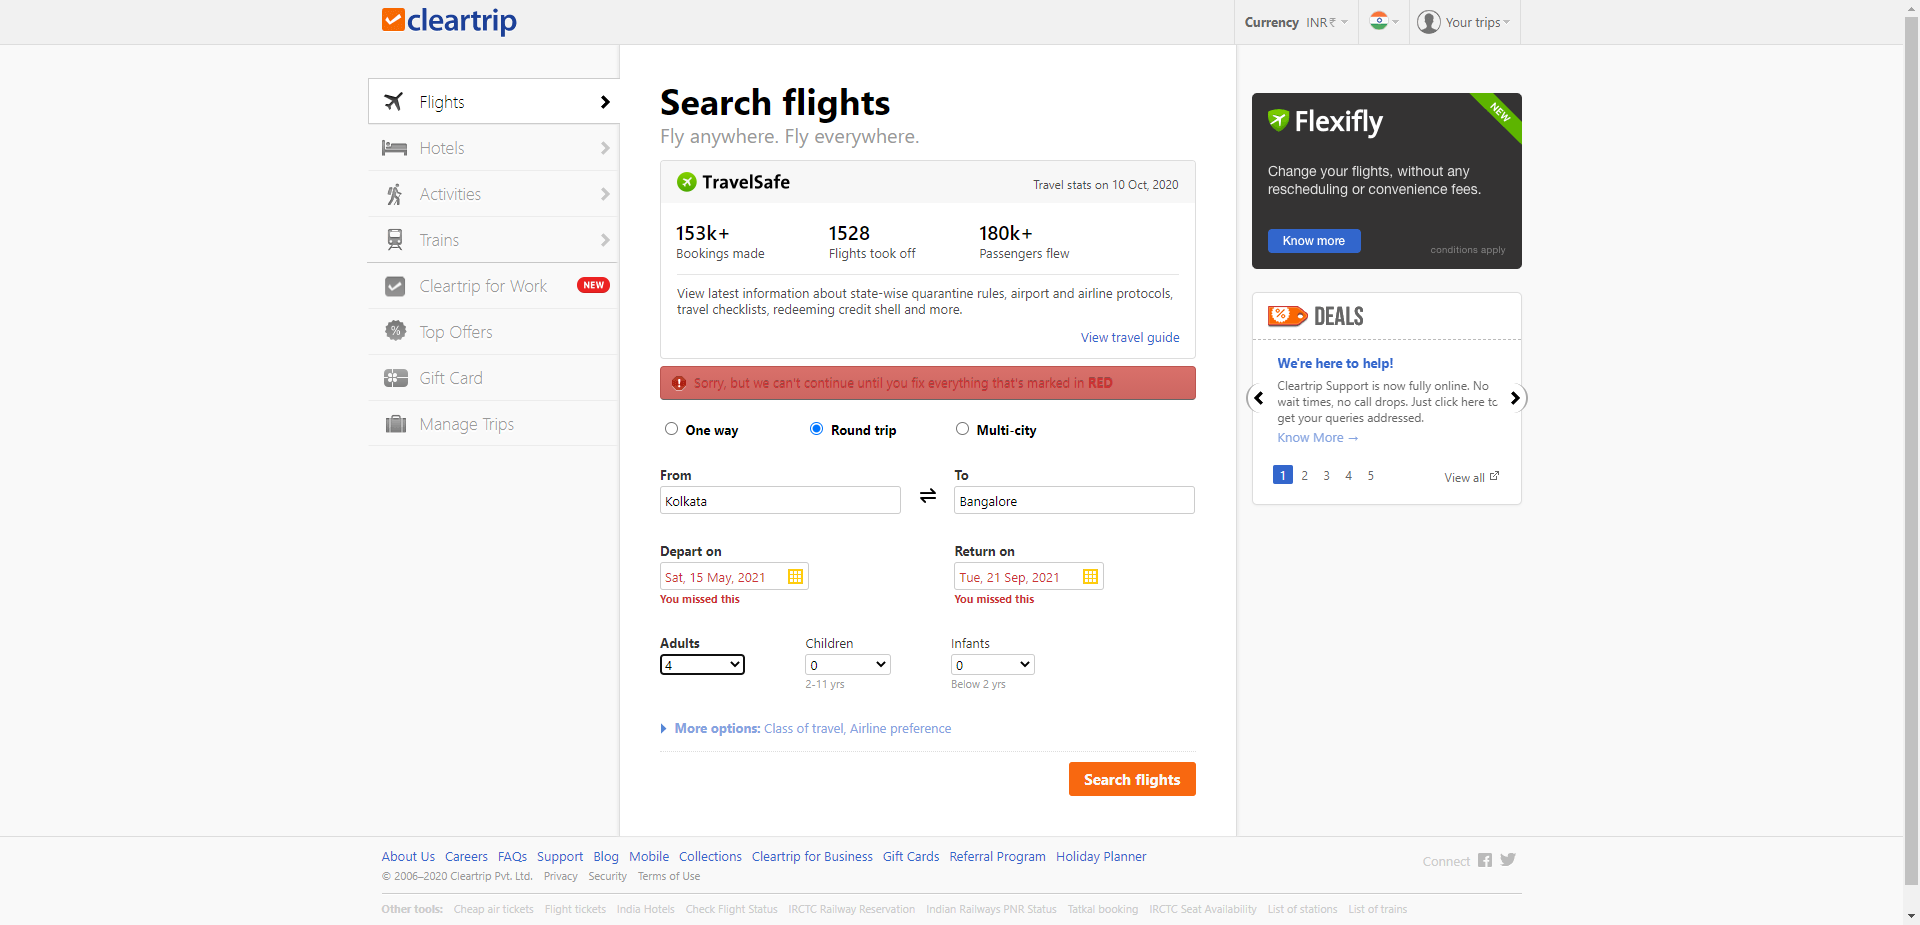 cleartrip
Currency INR₹
Your trips
Flights
Hotels
Activities
Trains
Cleartrip for Work NEW
Top Offers
Gift Card
Manage Trips
Search flights
Fly anywhere. Fly everywhere.
TravelSafe
Travel stats on 10 Oct, 2020
153k+ 1528 180k+
Bookings made Flights took off Passengers flew
View latest information about state-wise quarantine rules, airport and airline protocols,
travel checklists, redeeming credit shell and more.
View travel guide
Sorry, but we can't continue until you fix everything that's marked in RED
One way Round trip Multi-city
From To
Kolkata Bangalore
Depart on Return on
Sat, 15 May, 2021 Tue, 21 Sep, 2021
You missed this You missed this
Adults Children Infants
4 0 0
2-11 yrs Below 2 yrs
More options: Class of travel, Airline preference
Search flights
Flexifly
NEW
Change your flights, without any
rescheduling or convenience fees.
Know more
conditions apply
% DEALS
We're here to help!
Cleartrip Support is now fully online. No
wait times, no call drops. Just click here to
get your queries addressed.
Know More →
1 2 3 4 5 View all
About Us Careers FAQs Support Blog Mobile Collections Cleartrip for Business Gift Cards Referral Program Holiday Planner
© 2006–2020 Cleartrip Pvt. Ltd. Privacy Security Terms of Use
Connect
Other tools: Cheap air tickets Flight tickets India Hotels Check Flight Status IRCTC Railway Reservation Indian Railways PNR Status Tatkal booking IRCTC Seat Availability List of stations List of trains